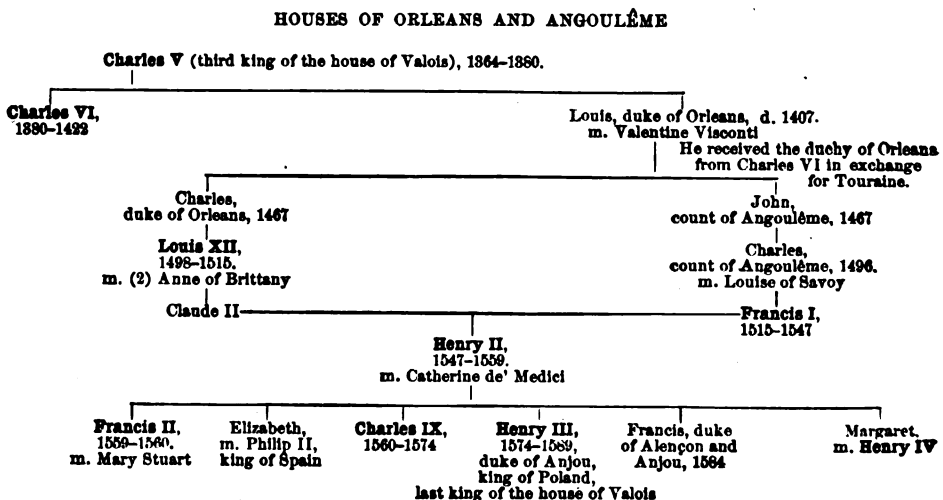 HOUSES OF ORLEANS AND ANGOULÊME
Charles V (third king of the house of Valois), 1364–1380.
Charles VI,
1380–1422
Louis, duke of Orleans, d. 1407.
m. Valentine Visconti
He received the duchy of Orleans
from Charles VI in exchange
for Touraine.
Charles,
duke of Orleans, 1467
John,
count of Angoulême, 1467
Louis XII,
1498–1515.
m. (2) Anne of Brittany
Charles,
count of Angoulême, 1496.
m. Louise of Savoy
Claude II
Francis I,
1515–1547
Henry II,
1547–1559.
m. Catherine de' Medici
Francis II,
1559–1560.
m. Mary Stuart
Elizabeth,
m. Philip II,
king of Spain
Charles IX,
1560–1574
Henry III,
1574–1589,
duke of Anjou,
king of Poland,
last king of the house of Valois
Francis, duke
of Alençon and
Anjou, 1584
Margaret,
m. Henry IV